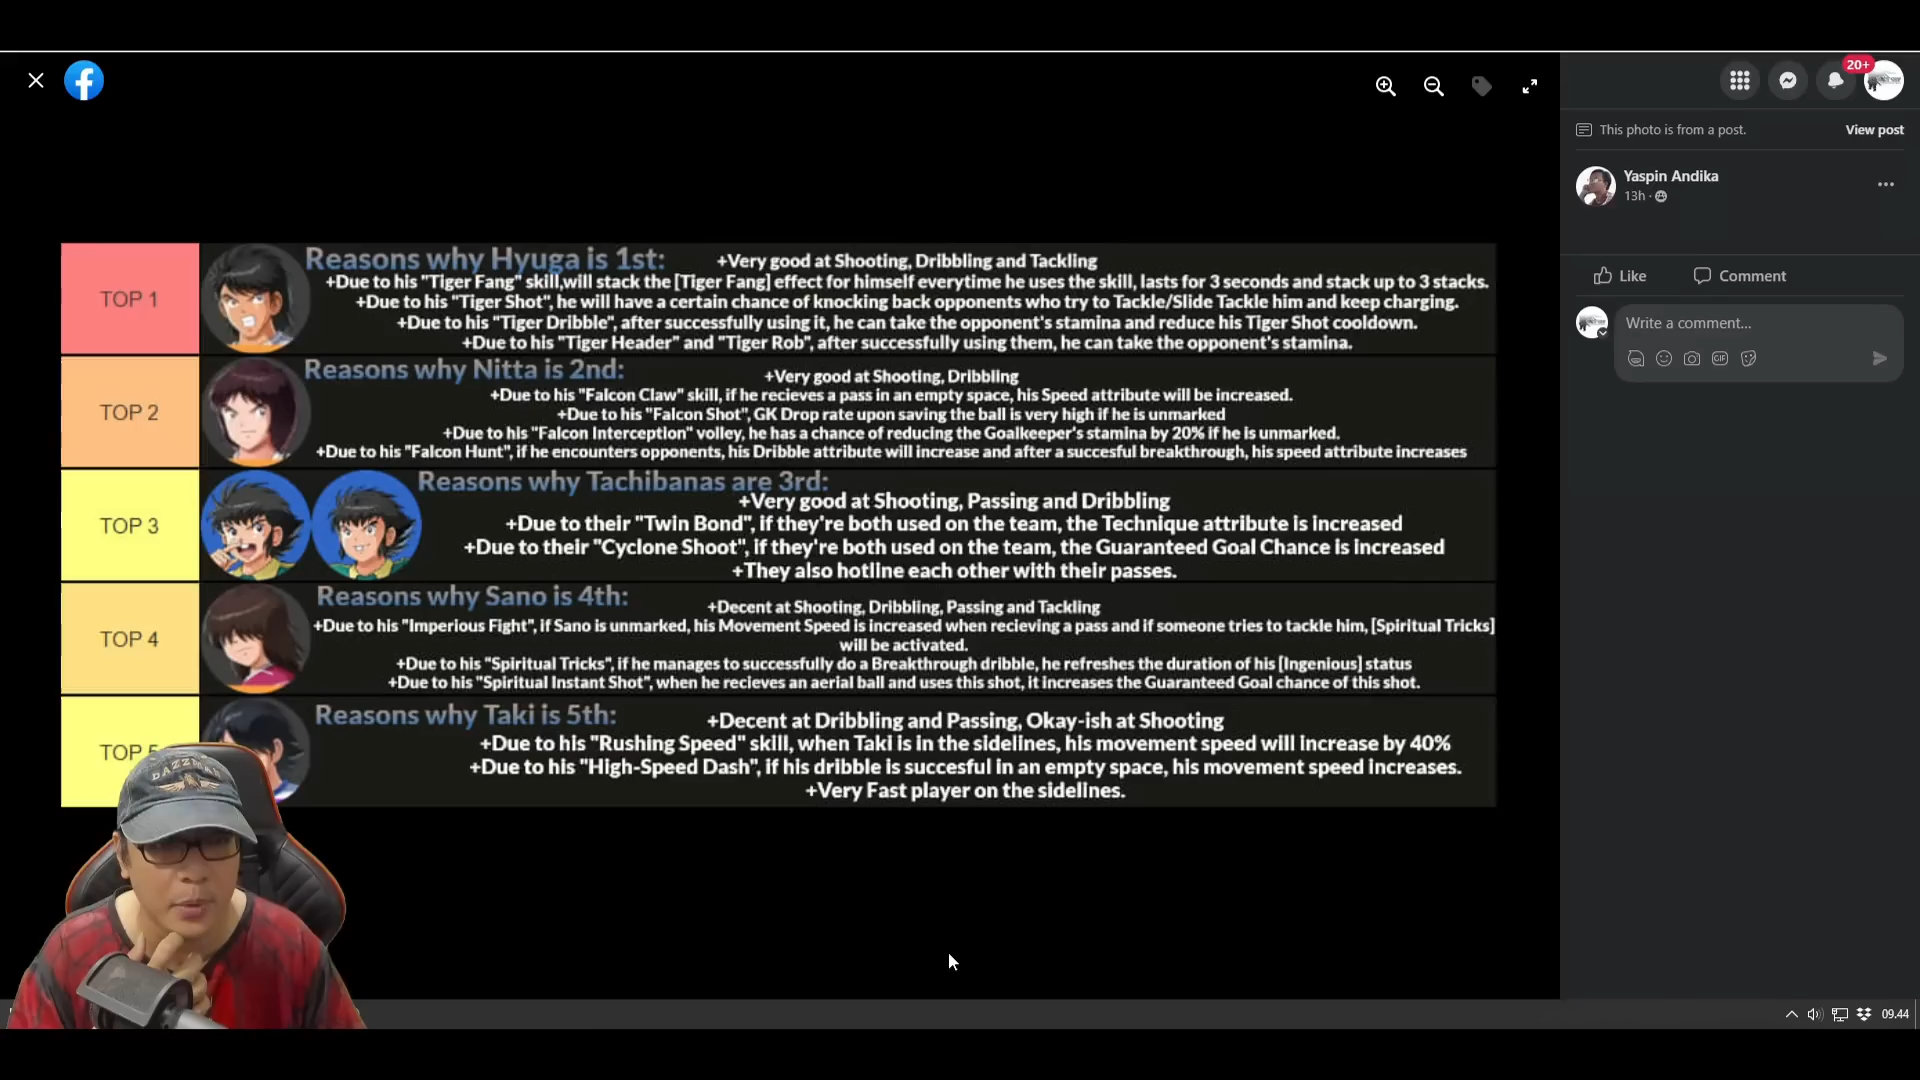 20+
This photo is from a post.
View post
Yaspin Andika
13h
Like
Comment
Write a comment...
GIF
TOP 1
Reasons why Hyuga is 1st:
+Very good at Shooting, Dribbling and Tackling
+Due to his "Tiger Fang" skill,will stack the [Tiger Fang] effect for himself everytime he uses the skill, lasts for 3 seconds and stack up to 3 stacks.
+Due to his "Tiger Shot", he will have a certain chance of knocking back opponents who try to Tackle/Slide Tackle him and keep charging.
+Due to his "Tiger Dribble", after successfully using it, he can take the opponent's stamina and reduce his Tiger Shot cooldown.
+Due to his "Tiger Header" and "Tiger Rob", after successfully using them, he can take the opponent's stamina.
TOP 2
Reasons why Nitta is 2nd:
+Very good at Shooting, Dribbling
+Due to his "Falcon Claw" skill, if he recieves a pass in an empty space, his Speed attribute will be increased.
+Due to his "Falcon Shot", GK Drop rate upon saving the ball is very high if he is unmarked
+Due to his "Falcon Interception" volley, he has a chance of reducing the Goalkeeper's stamina by 20% if he is unmarked.
+Due to his "Falcon Hunt", if he encounters opponents, his Dribble attribute will increase and after a succesful breakthrough, his speed attribute increases
TOP 3
Reasons why Tachibanas are 3rd:
+Very good at Shooting, Passing and Dribbling
+Due to their "Twin Bond", if they're both used on the team, the Technique attribute is increased
+Due to their "Cyclone Shoot", if they're both used on the team, the Guaranteed Goal Chance is increased
+They also hotline each other with their passes.
TOP 4
Reasons why Sano is 4th:
+Decent at Shooting, Dribbling, Passing and Tackling
+Due to his "Imperious Fight", if Sano is unmarked, his Movement Speed is increased when recieving a pass and if someone tries to tackle him, [Spiritual Tricks]
will be activated.
+Due to his "Spiritual Tricks", if he manages to successfully do a Breakthrough dribble, he refreshes the duration of his [Ingenious] status
+Due to his "Spiritual Instant Shot", when he recieves an aerial ball and uses this shot, it increases the Guaranteed Goal chance of this shot.
TOP 5
Reasons why Taki is 5th:
+Decent at Dribbling and Passing, Okay-ish at Shooting
+Due to his "Rushing Speed" skill, when Taki is in the sidelines, his movement speed will increase by 40%
+Due to his "High-Speed Dash", if his dribble is succesful in an empty space, his movement speed increases.
+Very Fast player on the sidelines.
09.44